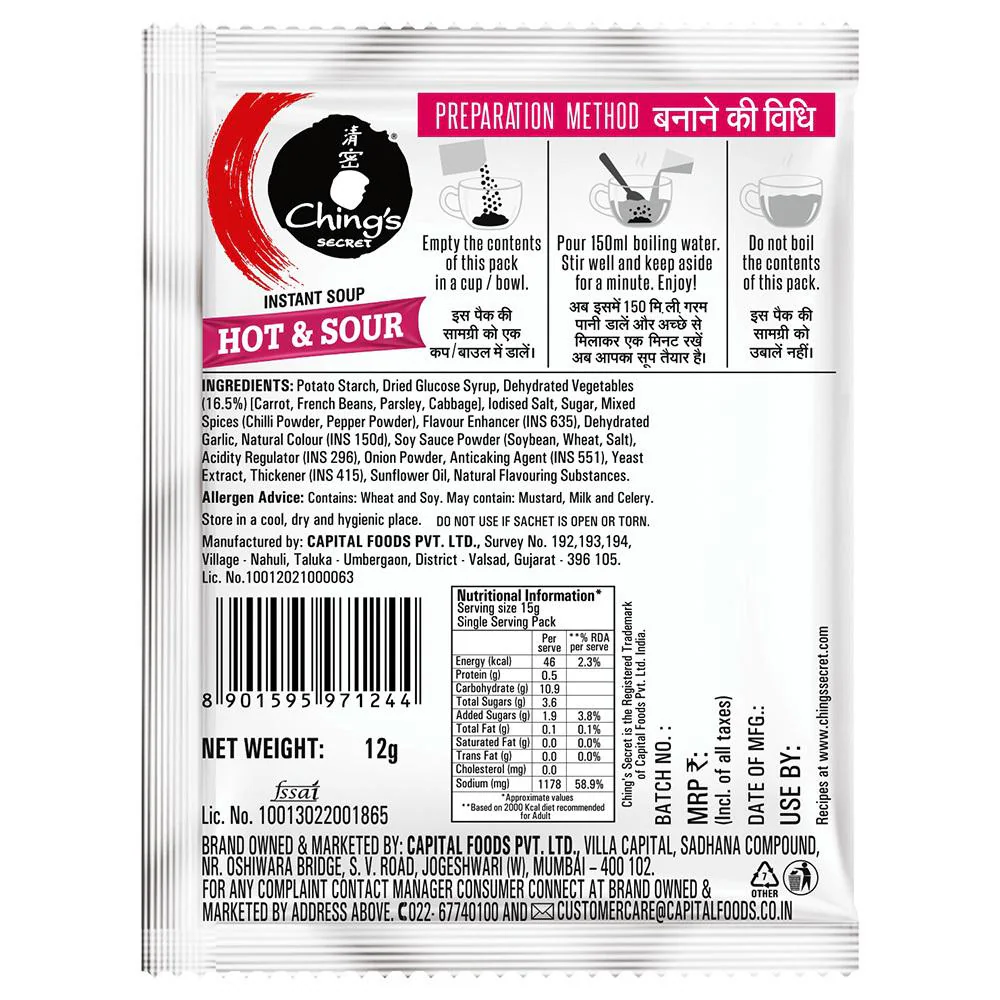 清密
Ching's
SECRET
®
INSTANT SOUP
HOT & SOUR
PREPARATION METHOD बनाने की विधि
Empty the contents
of this pack
in a cup / bowl.
इस पैक की
सामग्री को एक
कप/बाउल में डालें।
Pour 150ml boiling water.
Stir well and keep aside
for a minute. Enjoy!
अब इसमें 150 मि.ली. गरम
पानी डालें और अच्छे से
मिलाकर एक मिनट रखें
अब आपका सूप तैयार है।
Do not boil
the contents
of this pack.
इस पैक की
सामग्री को
उबालें नहीं।
INGREDIENTS: Potato Starch, Dried Glucose Syrup, Dehydrated Vegetables
(16.5%) [Carrot, French Beans, Parsley, Cabbage], Iodised Salt, Sugar, Mixed
Spices (Chilli Powder, Pepper Powder), Flavour Enhancer (INS 635), Dehydrated
Garlic, Natural Colour (INS 150d), Soy Sauce Powder (Soybean, Wheat, Salt),
Acidity Regulator (INS 296), Onion Powder, Anticaking Agent (INS 551), Yeast
Extract, Thickener (INS 415), Sunflower Oil, Natural Flavouring Substances.
Allergen Advice: Contains: Wheat and Soy. May contain: Mustard, Milk and Celery.
Store in a cool, dry and hygienic place. DO NOT USE IF SACHET IS OPEN OR TORN.
Manufactured by: CAPITAL FOODS PVT. LTD., Survey No. 192,193,194,
Village - Nahuli, Taluka - Umbergaon, District - Valsad, Gujarat - 396 105.
Lic. No.10012021000063
8 901595 971244
NET WEIGHT: 12g
fssai
Lic. No. 10013022001865
Nutritional Information*
Serving size 15g
Single Serving Pack
Per serve **% RDA per serve
Energy (kcal) 46 2.3%
Protein (g) 0.5
Carbohydrate (g) 10.9
Total Sugars (g) 3.6
Added Sugars (g) 1.9 3.8%
Total Fat (g) 0.1 0.1%
Saturated Fat (g) 0.0 0.0%
Trans Fat (g) 0.0 0.0%
Cholesterol (mg) 0.0
Sodium (mg) 1178 58.9%
*Approximate values
**Based on 2000 Kcal diet recommended
for Adult
Ching's Secret is the Registered Trademark
of Capital Foods Pvt. Ltd. India.
BATCH NO. :
MRP ₹:
(Incl. of all taxes)
DATE OF MFG.:
USE BY:
Recipes at www.chingssecret.com
BRAND OWNED & MARKETED BY: CAPITAL FOODS PVT. LTD., VILLA CAPITAL, SADHANA COMPOUND,
NR. OSHIWARA BRIDGE, S. V. ROAD, JOGESHWARI (W), MUMBAI – 400 102.
FOR ANY COMPLAINT CONTACT MANAGER CONSUMER CONNECT AT BRAND OWNED &
MARKETED BY ADDRESS ABOVE. 022- 67740100 AND CUSTOMERCARE@CAPITALFOODS.CO.IN
7
OTHER